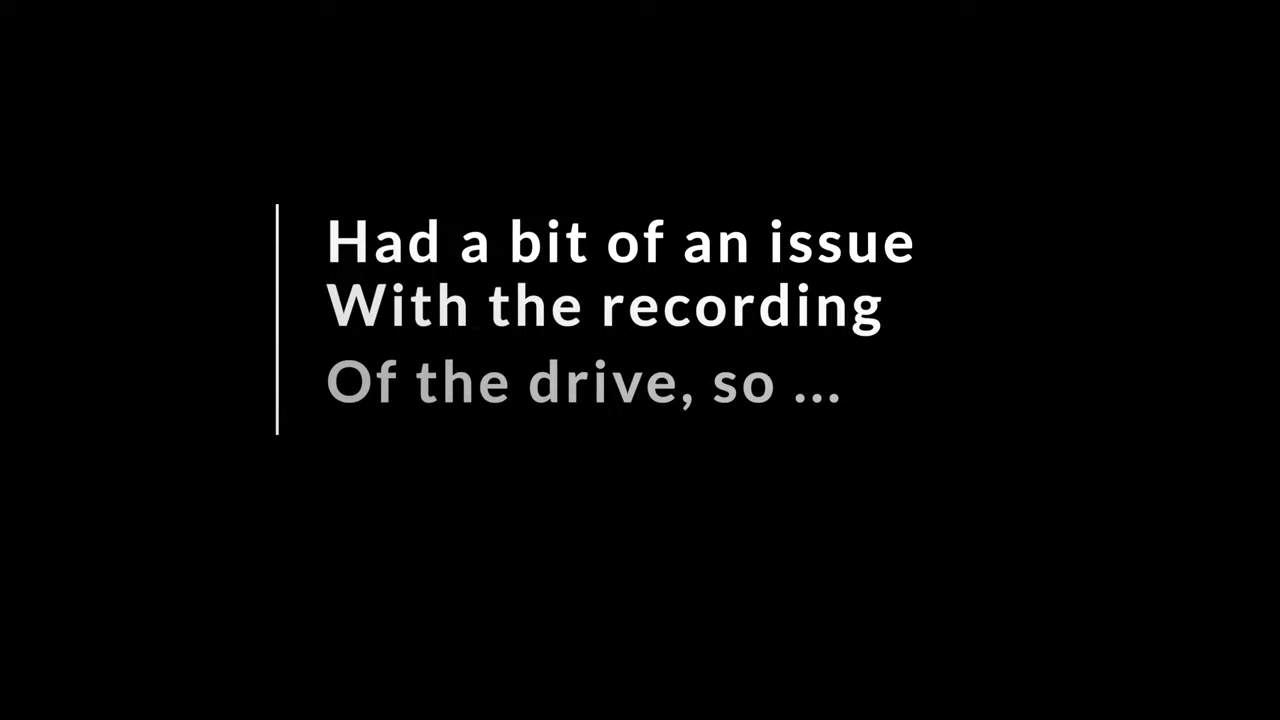 Had a bit of an issue
With the recording
Of the drive, so ...